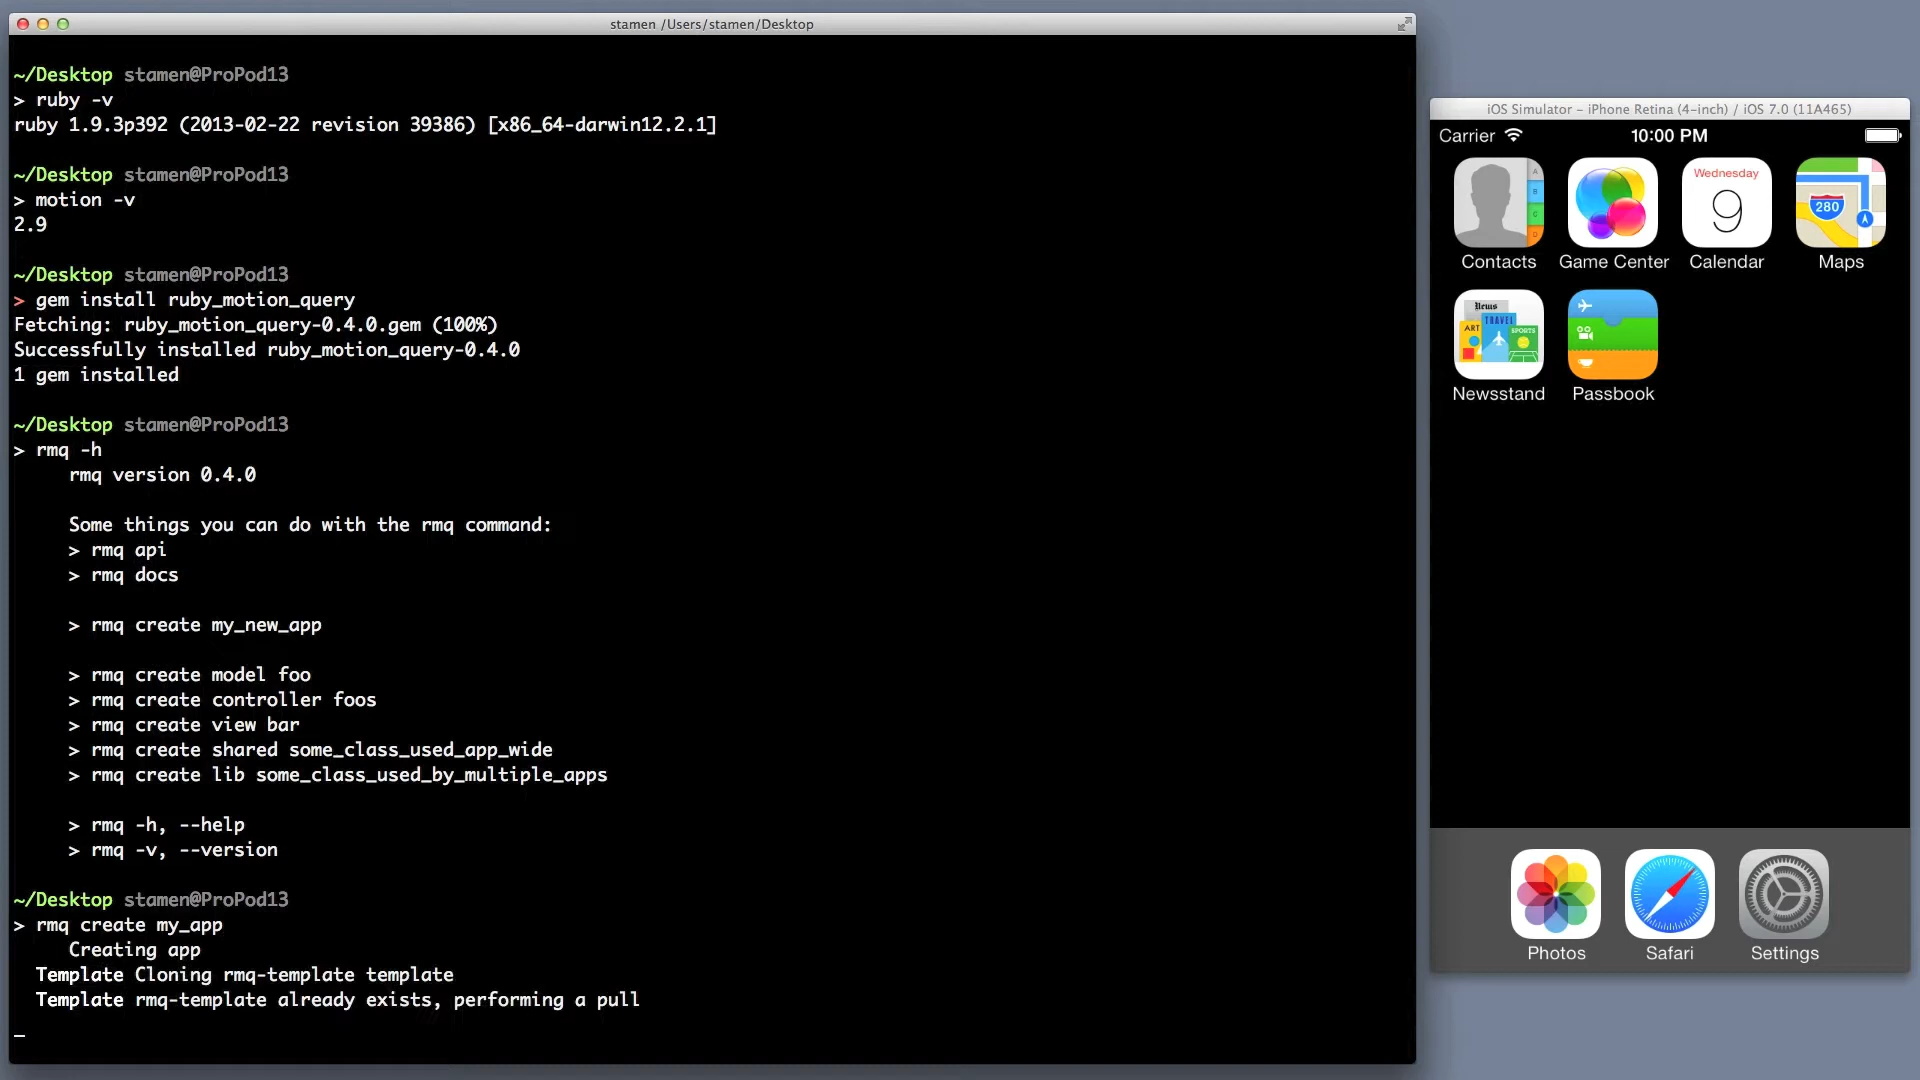 stamen /Users/stamen/Desktop
~/Desktop stamen@ProPod13
> ruby -v
ruby 1.9.3p392 (2013-02-22 revision 39386) [x86_64-darwin12.2.1]
~/Desktop stamen@ProPod13
> motion -v
2.9
~/Desktop stamen@ProPod13
> gem install ruby_motion_query
Fetching: ruby_motion_query-0.4.0.gem (100%)
Successfully installed ruby_motion_query-0.4.0
1 gem installed
~/Desktop stamen@ProPod13
> rmq -h
rmq version 0.4.0
Some things you can do with the rmq command:
> rmq api
> rmq docs
> rmq create my_new_app
> rmq create model foo
> rmq create controller foos
> rmq create view bar
> rmq create shared some_class_used_app_wide
> rmq create lib some_class_used_by_multiple_apps
> rmq -h, --help
> rmq -v, --version
~/Desktop stamen@ProPod13
> rmq create my_app
Creating app
Template Cloning rmq-template template
Template rmq-template already exists, performing a pull
_
iOS Simulator – iPhone Retina (4-inch) / iOS 7.0 (11A465)
Carrier 10:00 PM
A
B
C
D
Wednesday
9
280
Contacts Game Center Calendar Maps
News
ART TRAVEL SPORTS
Newsstand Passbook
Photos Safari Settings